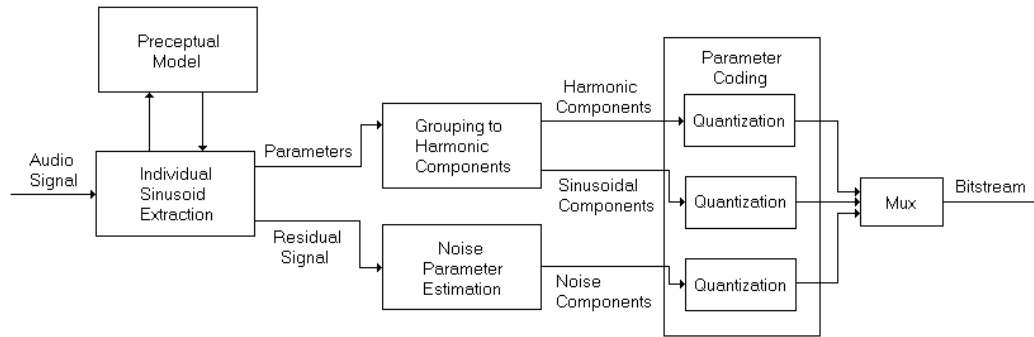 Preceptual
Model
Audio
Signal
Individual
Sinusoid
Extraction
Parameters
Residual
Signal
Grouping to
Harmonic
Components
Noise
Parameter
Estimation
Harmonic
Components
Sinusoidal
Components
Noise
Components
Parameter
Coding
Quantization
Quantization
Quantization
Mux
Bitstream